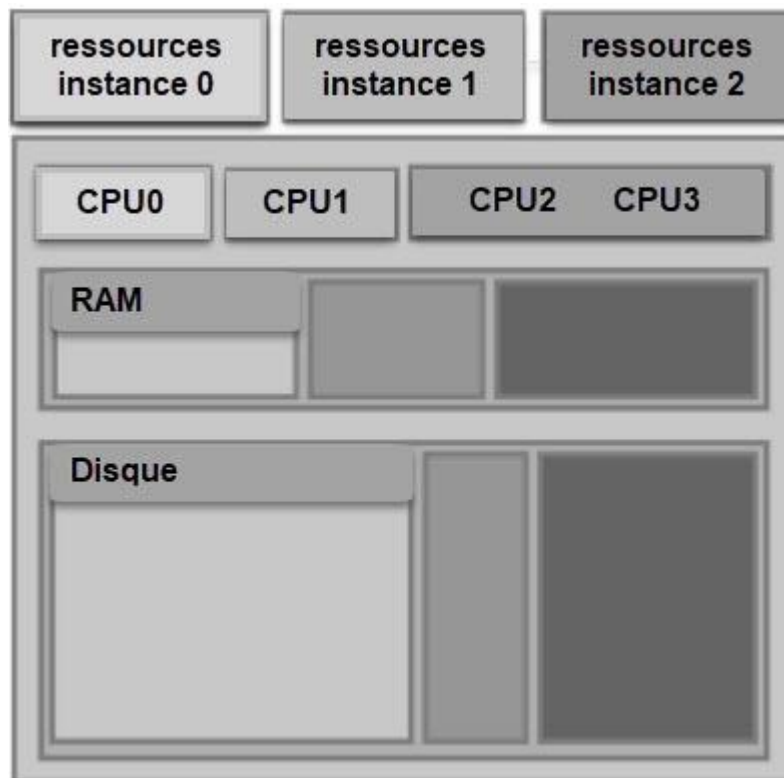 ressources
instance 0
ressources
instance 1
ressources
instance 2
CPU0
CPU1
CPU2 CPU3
RAM
Disque